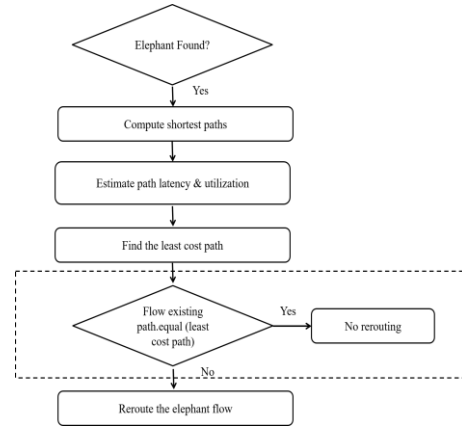 Elephant Found?
Yes
Compute shortest paths
Estimate path latency & utilization
Find the least cost path
Flow existing
path.equal (least
cost path)
Yes
No rerouting
No
Reroute the elephant flow